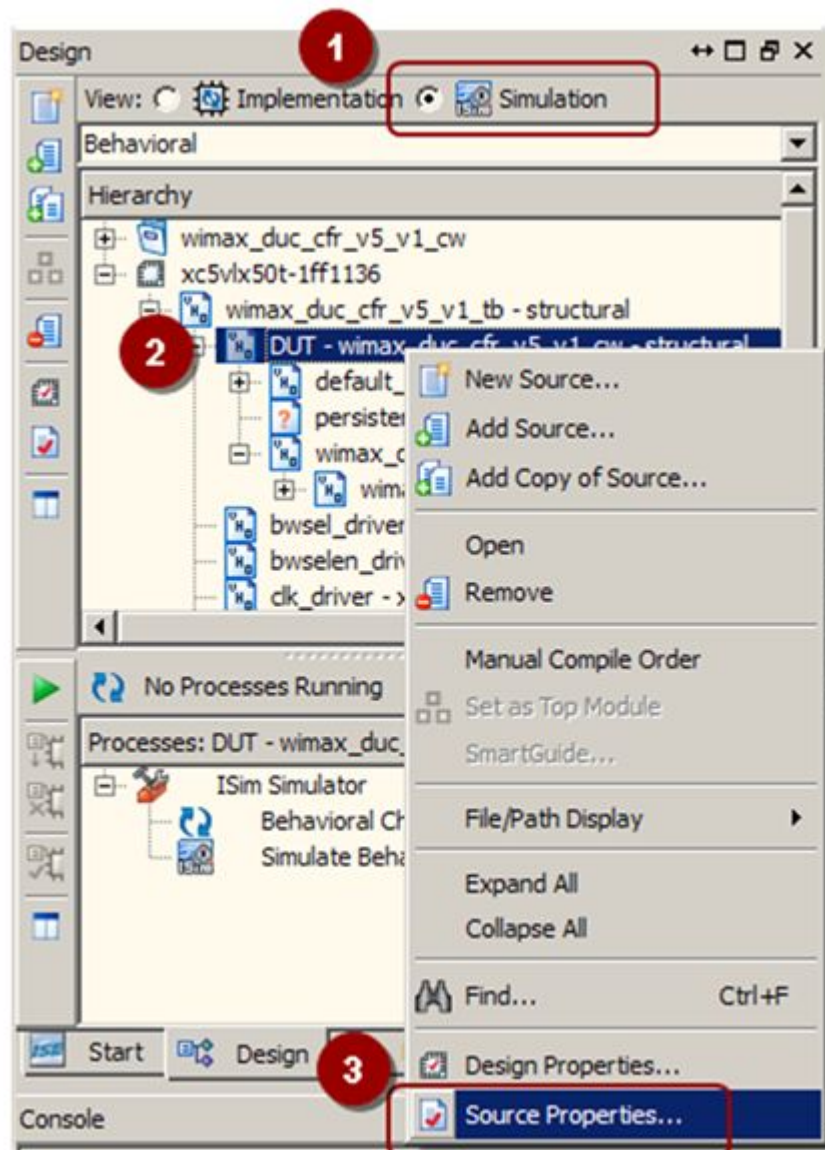 1
Design
View: Implementation Simulation
Behavioral
Hierarchy
wimax_duc_cfr_v5_v1_cw
xc5vlx50t-1ff1136
wimax_duc_cfr_v5_v1_tb - structural
2
DUT - wimax_duc_cfr_v5_v1_cw - structural
default_
persister
wimax_d
wima
bwsel_driver
bwselen_driv
clk_driver - x
New Source...
Add Source...
Add Copy of Source...
Open
Remove
Manual Compile Order
Set as Top Module
SmartGuide...
File/Path Display
Expand All
Collapse All
Find... Ctrl+F
Design Properties...
Source Properties...
No Processes Running
Processes: DUT - wimax_duc_
ISim Simulator
Behavioral Ch
Simulate Beha
Start Design
3
Console